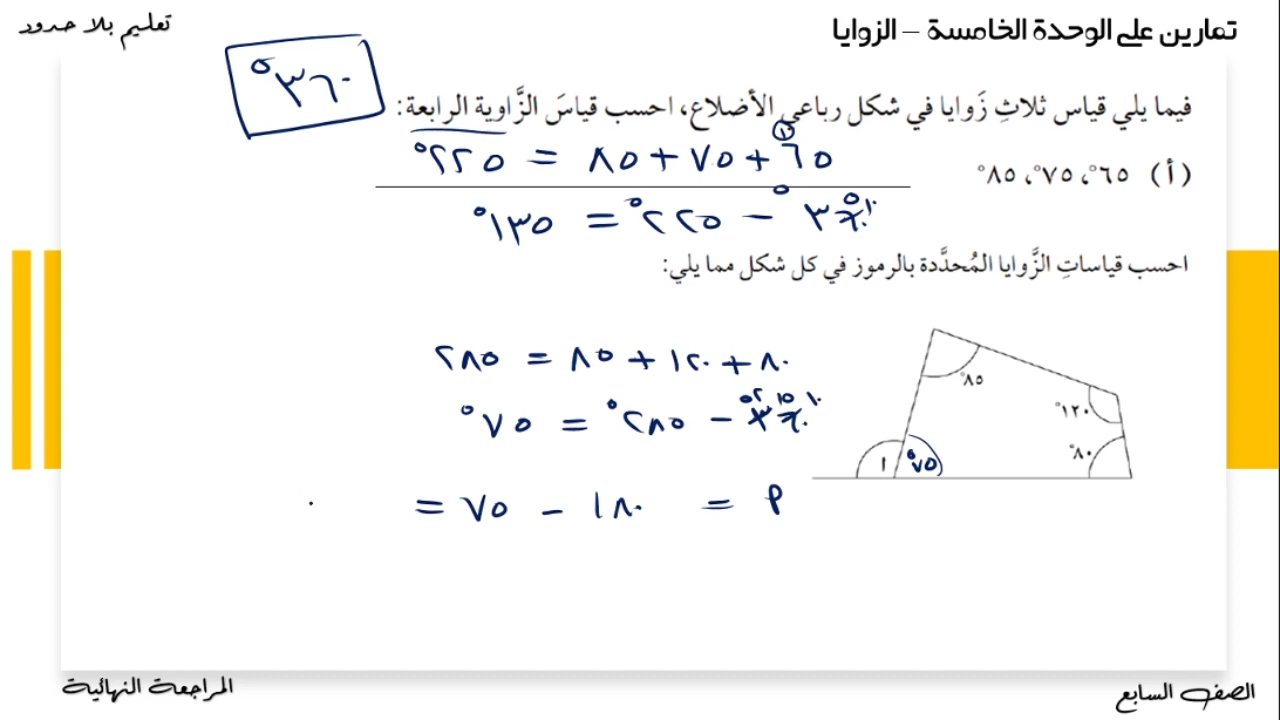 تمارين على الوحدة الخامسة – الزوايا
تعليم بلا حدود
°٣٦٠
فيما يلي قياس ثلاثِ زَوايا في شكل رباعي الأضلاع، احسب قياسَ الزَّاوية الرابعة:
(أ) ٦٥°، ٧٥°، ٨٥°
٦٥ + ٧٥ + ٨٥ = ٢٢٥°
٣٦٠° - ٢٢٥° = ١٣٥°
احسب قياساتِ الزَّوايا المُحدَّدة بالرموز في كل شكل مما يلي:
٨٠ + ١٢٠ + ٨٥ = ٢٨٥
٣٦٠° - ٢٨٥° = ٧٥°
٨٥°
١٢٠°
٨٠°
٧٥°
أ
أ = ١٨٠ - ٧٥ =
المراجعة النهائية
الصف السابع